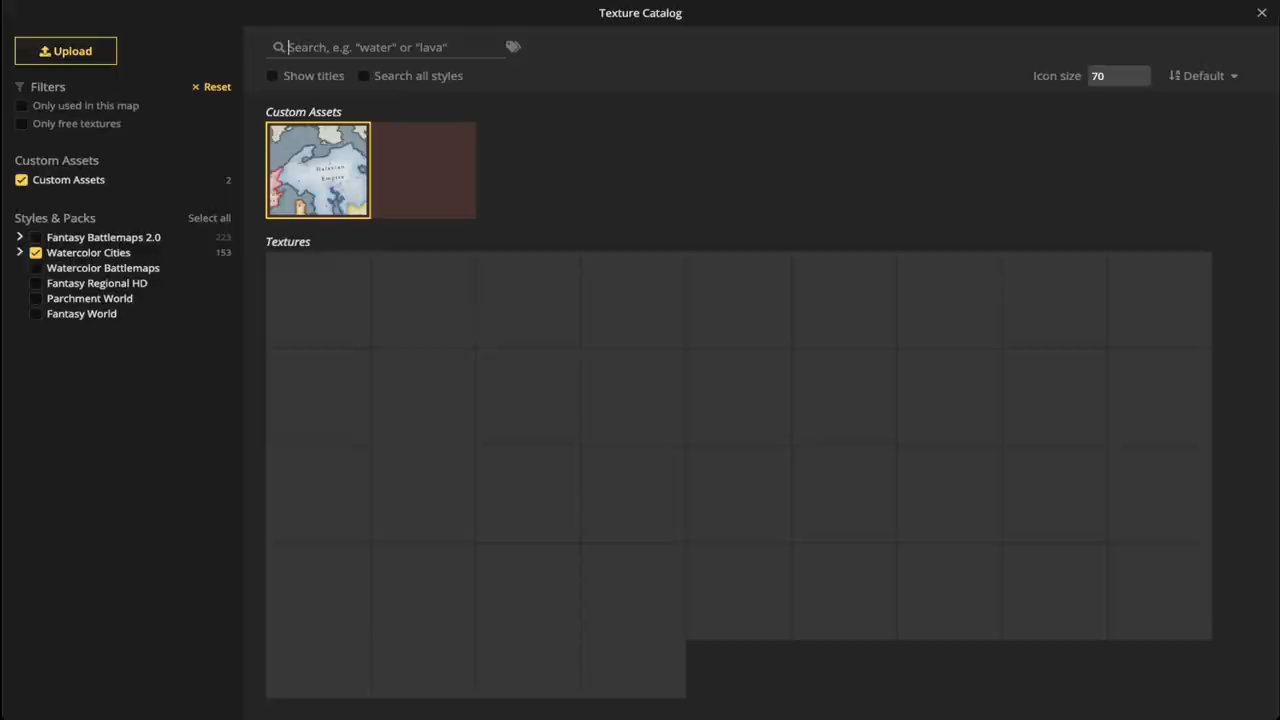 Texture Catalog
Upload
Search, e.g. "water" or "lava"
Filters
Reset
Show titles
Search all styles
Icon size
70
Default
Only used in this map
Only free textures
Custom Assets
Custom Assets
Custom Assets
2
Empire
Styles & Packs
Select all
Textures
Fantasy Battlemaps 2.0
223
Watercolor Cities
153
Watercolor Battlemaps
Fantasy Regional HD
Parchment World
Fantasy World